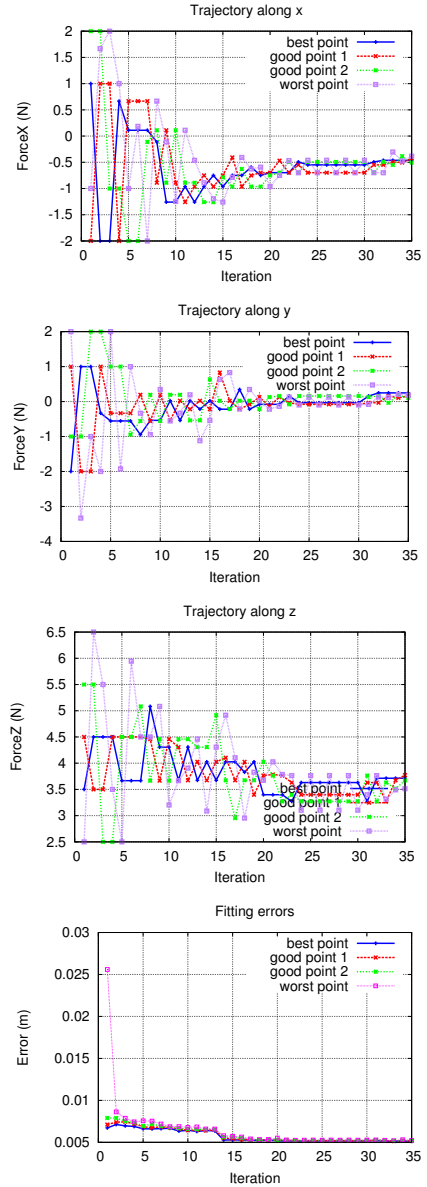 Trajectory along x
ForceX (N)
2
1.5
1
0.5
0
-0.5
-1
-1.5
-2
best point
good point 1
good point 2
worst point
0 5 10 15 20 25 30 35
Iteration
Trajectory along y
ForceY (N)
2
1
0
-1
-2
-3
-4
best point
good point 1
good point 2
worst point
0 5 10 15 20 25 30 35
Iteration
Trajectory along z
ForceZ (N)
6.5
6
5.5
5
4.5
4
3.5
3
2.5
best point
good point 1
good point 2
worst point
0 5 10 15 20 25 30 35
Iteration
Fitting errors
Error (m)
0.03
0.025
0.02
0.015
0.01
0.005
best point
good point 1
good point 2
worst point
0 5 10 15 20 25 30 35
Iteration